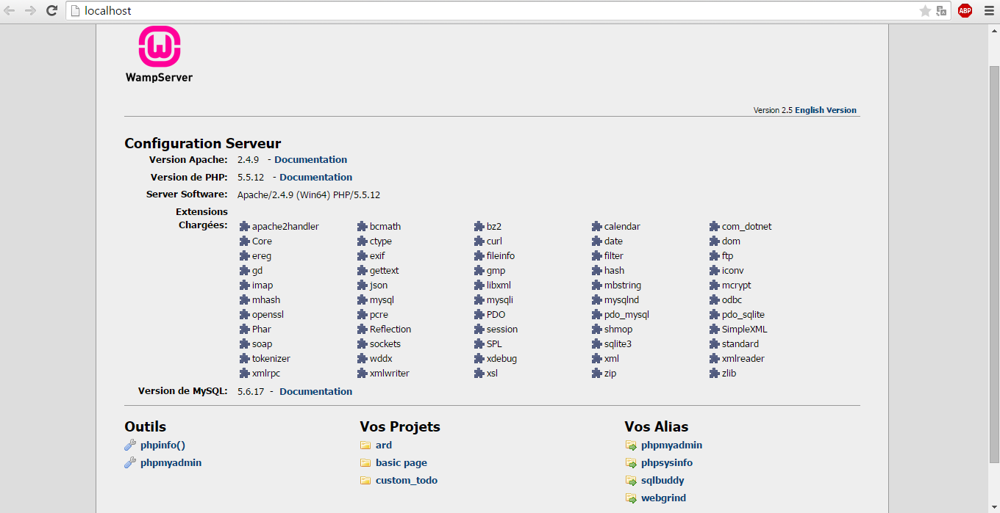 localhost
ABP
W
WampServer
Version 2.5 English Version
Configuration Serveur
Version Apache: 2.4.9 - Documentation
Version de PHP: 5.5.12 - Documentation
Server Software: Apache/2.4.9 (Win64) PHP/5.5.12
Extensions
Chargées: apache2handler bcmath bz2 calendar com_dotnet
Core ctype curl date dom
ereg exif fileinfo filter ftp
gd gettext gmp hash iconv
imap json libxml mbstring mcrypt
mhash mysql mysqli mysqlnd odbc
openssl pcre PDO pdo_mysql pdo_sqlite
Phar Reflection session shmop SimpleXML
soap sockets SPL sqlite3 standard
tokenizer wddx xdebug xml xmlreader
xmlrpc xmlwriter xsl zip zlib
Version de MySQL: 5.6.17 - Documentation
Outils
phpinfo()
phpmyadmin
Vos Projets
ard
basic page
custom_todo
Vos Alias
phpmyadmin
phpsysinfo
sqlbuddy
webgrind